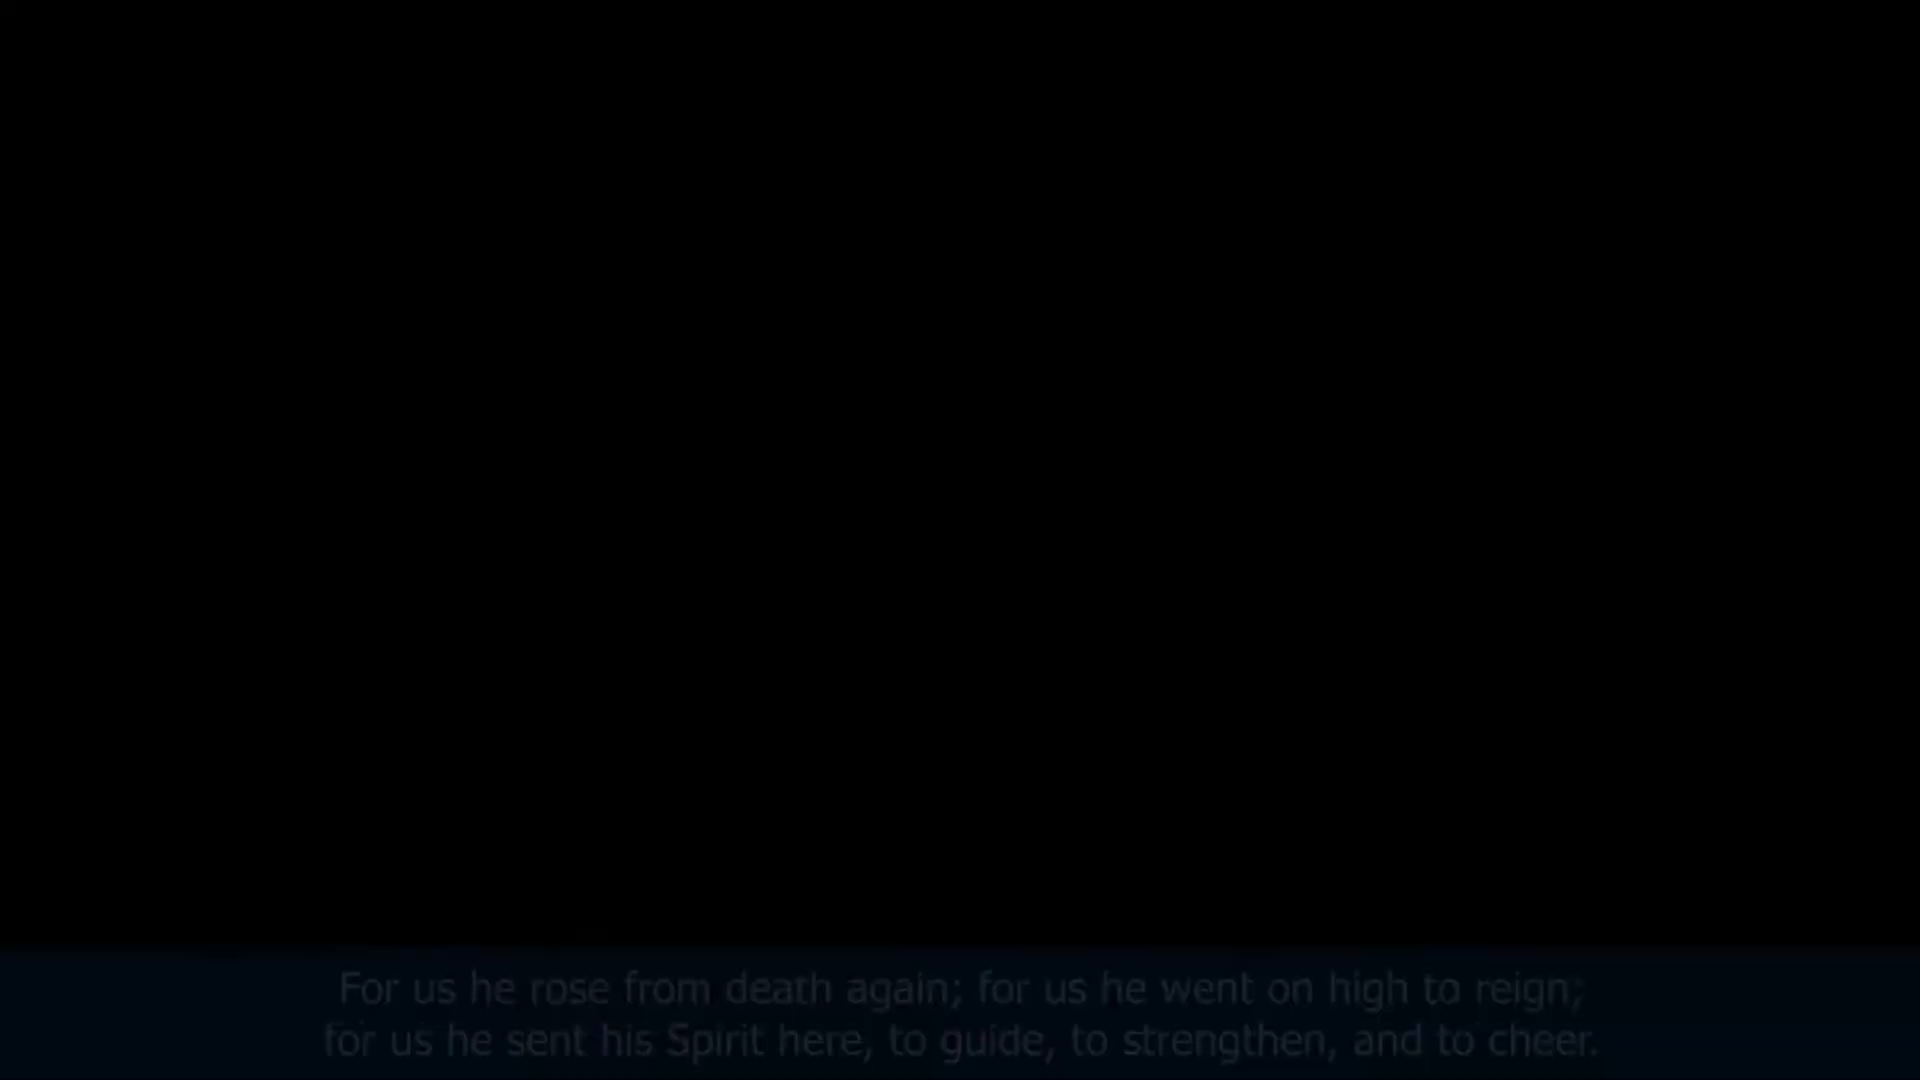 For us he rose from death again; for us he went on high to reign;
for us he sent his Spirit here, to guide, to strengthen, and to cheer.